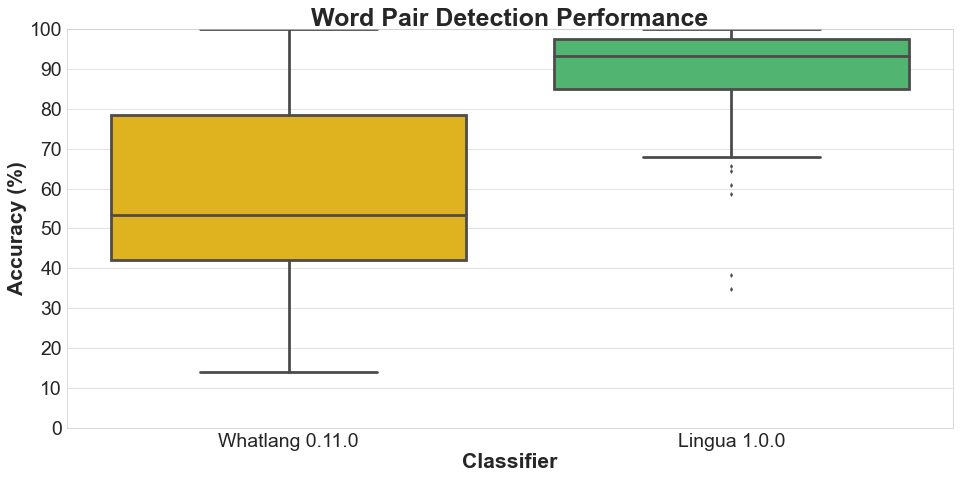 Word Pair Detection Performance
Accuracy (%)
100
90
80
70
60
50
40
30
20
10
0
Whatlang 0.11.0
Lingua 1.0.0
Classifier